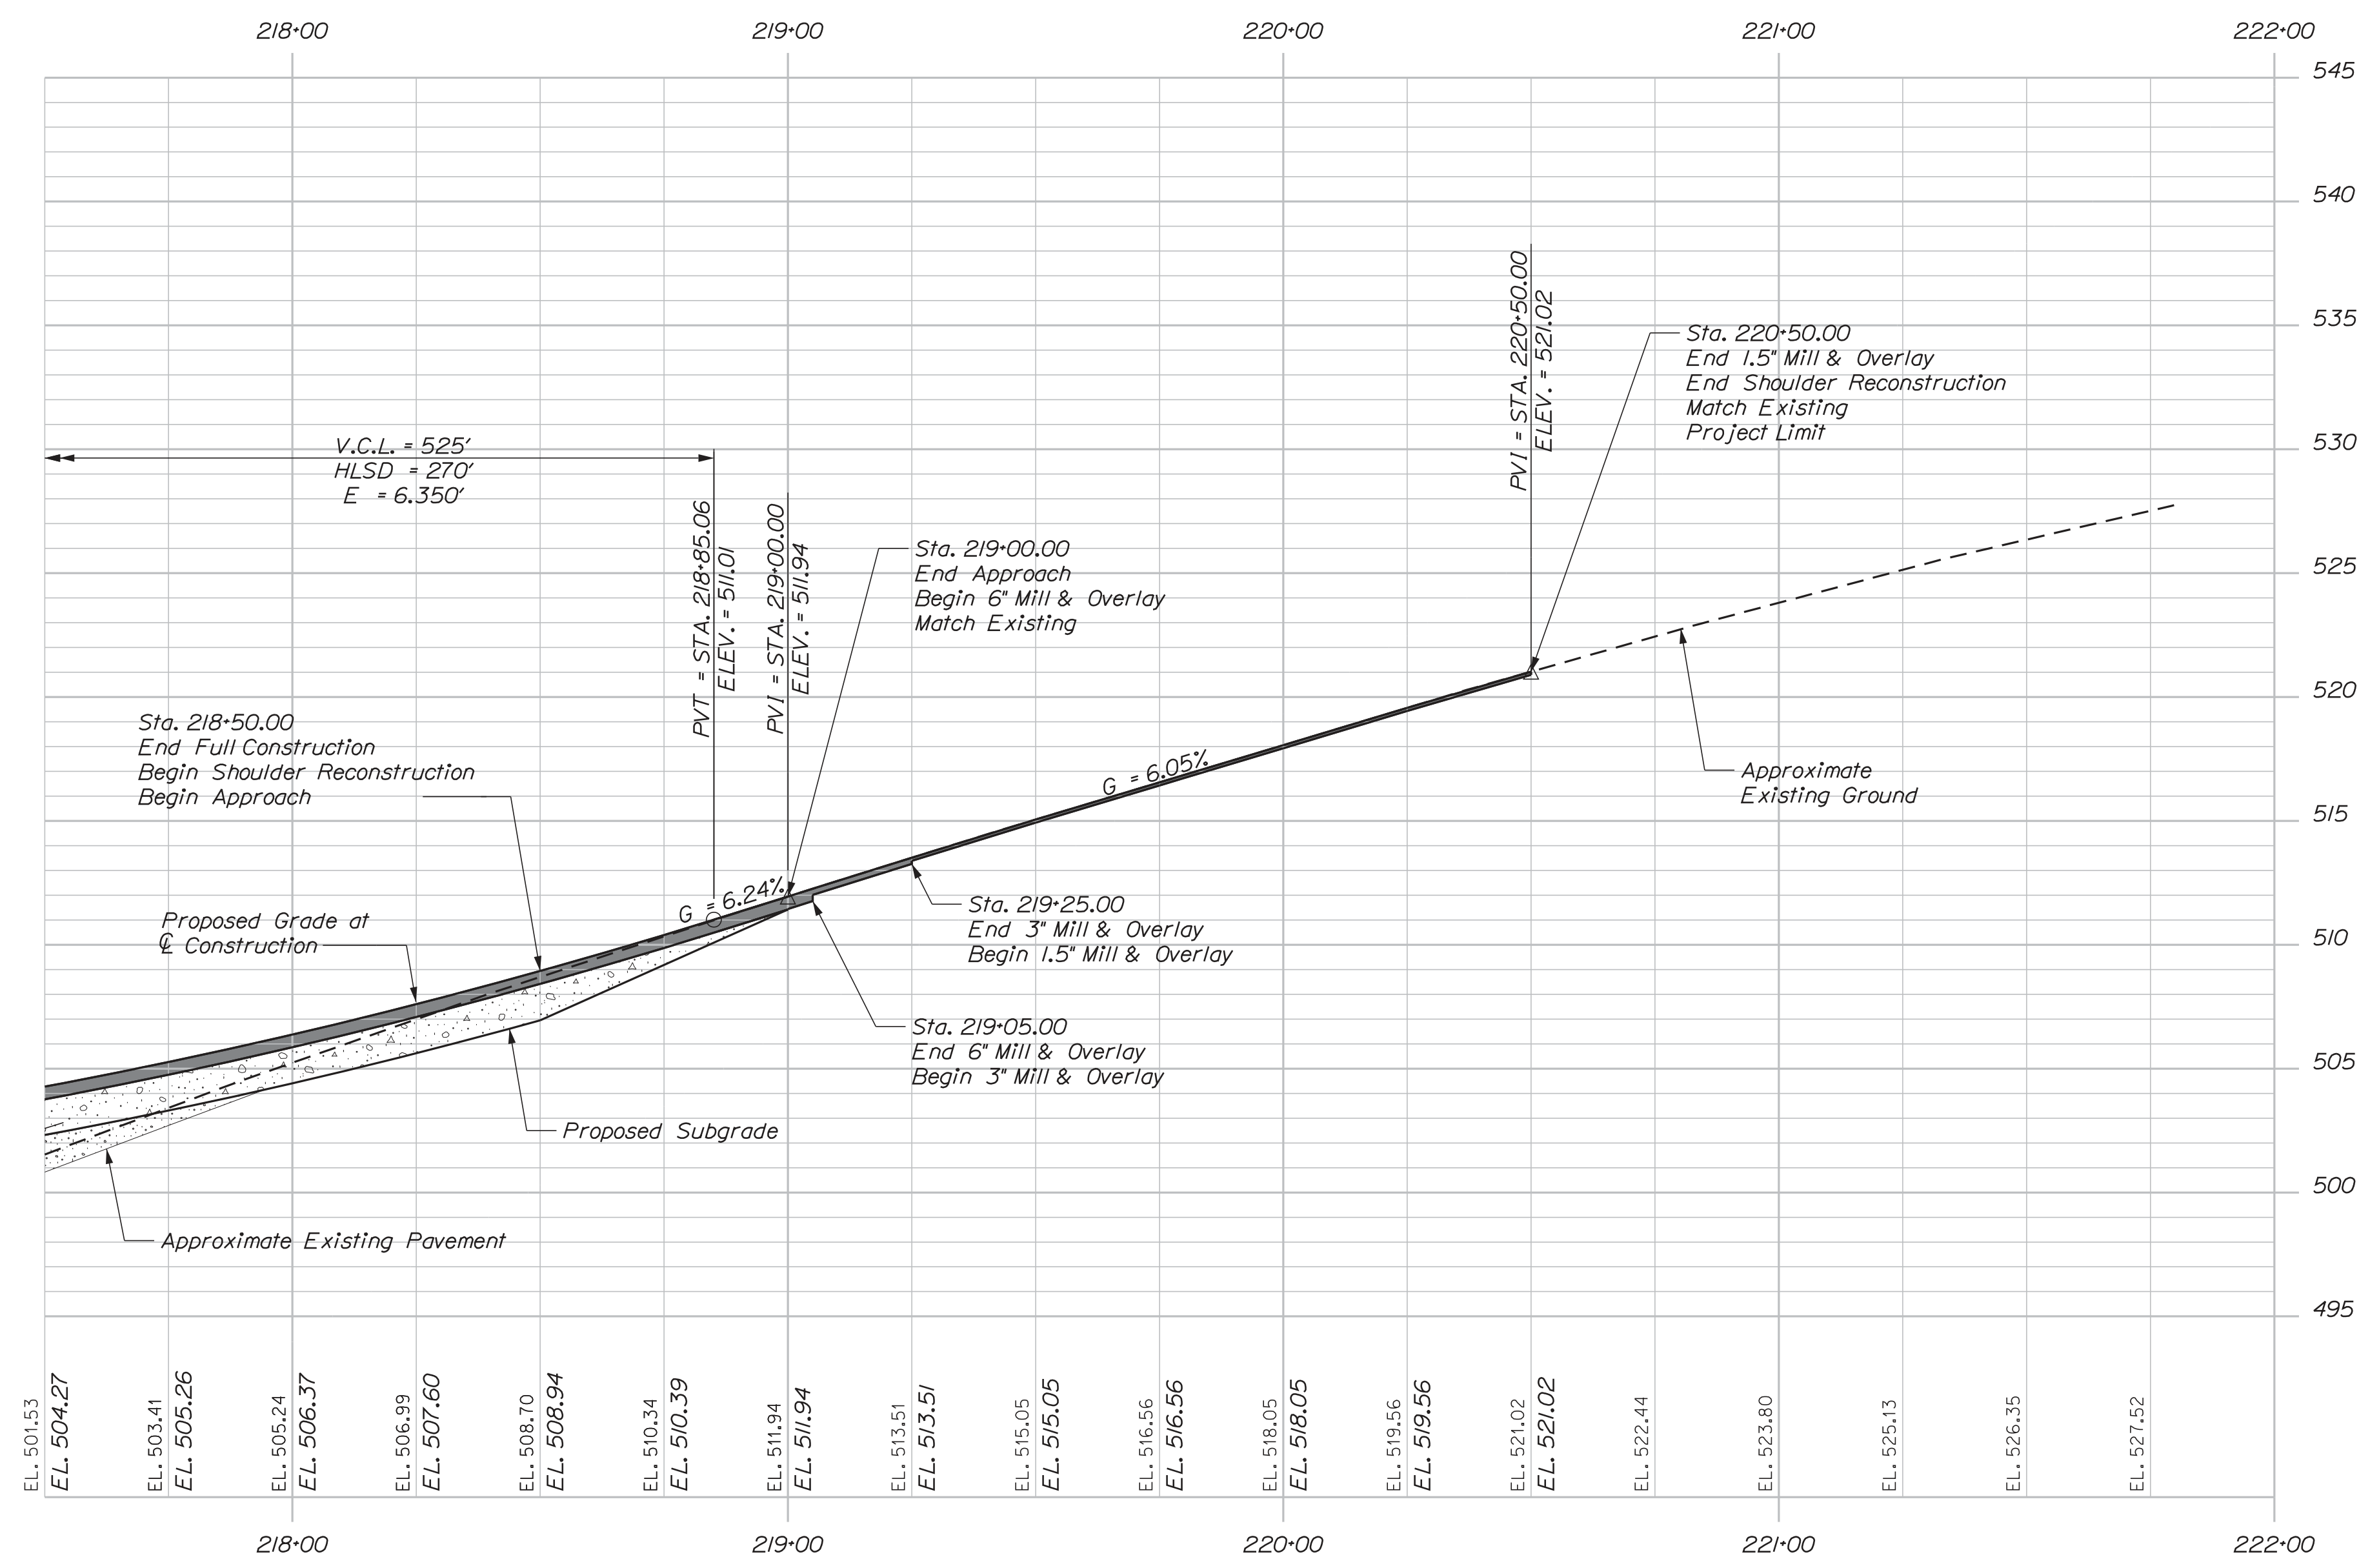 218+00 219+00 220+00 221+00 222+00
545
540
535
530
525
520
515
510
505
500
495
V.C.L. = 525'
HLSD = 270'
E = 6.350'
PVT = STA. 218+85.06
ELEV. = 511.01
PVI = STA. 219+00.00
ELEV. = 511.94
PVI = STA. 220+50.00
ELEV. = 521.02
Sta. 220+50.00
End 1.5" Mill & Overlay
End Shoulder Reconstruction
Match Existing
Project Limit
Sta. 219+00.00
End Approach
Begin 6" Mill & Overlay
Match Existing
Sta. 218+50.00
End Full Construction
Begin Shoulder Reconstruction
Begin Approach
G = 6.05%
Approximate
Existing Ground
G = 6.24%
Proposed Grade at
℄ Construction
Sta. 219+25.00
End 3" Mill & Overlay
Begin 1.5" Mill & Overlay
Sta. 219+05.00
End 6" Mill & Overlay
Begin 3" Mill & Overlay
Proposed Subgrade
Approximate Existing Pavement
EL. 501.53
EL. 504.27
EL. 503.41
EL. 505.26
EL. 505.24
EL. 506.37
EL. 506.99
EL. 507.60
EL. 508.70
EL. 508.94
EL. 510.34
EL. 510.39
EL. 511.94
EL. 511.94
EL. 513.51
EL. 513.51
EL. 515.05
EL. 515.05
EL. 516.56
EL. 516.56
EL. 518.05
EL. 518.05
EL. 519.56
EL. 519.56
EL. 521.02
EL. 521.02
EL. 522.44
EL. 523.80
EL. 525.13
EL. 526.35
EL. 527.52
218+00 219+00 220+00 221+00 222+00